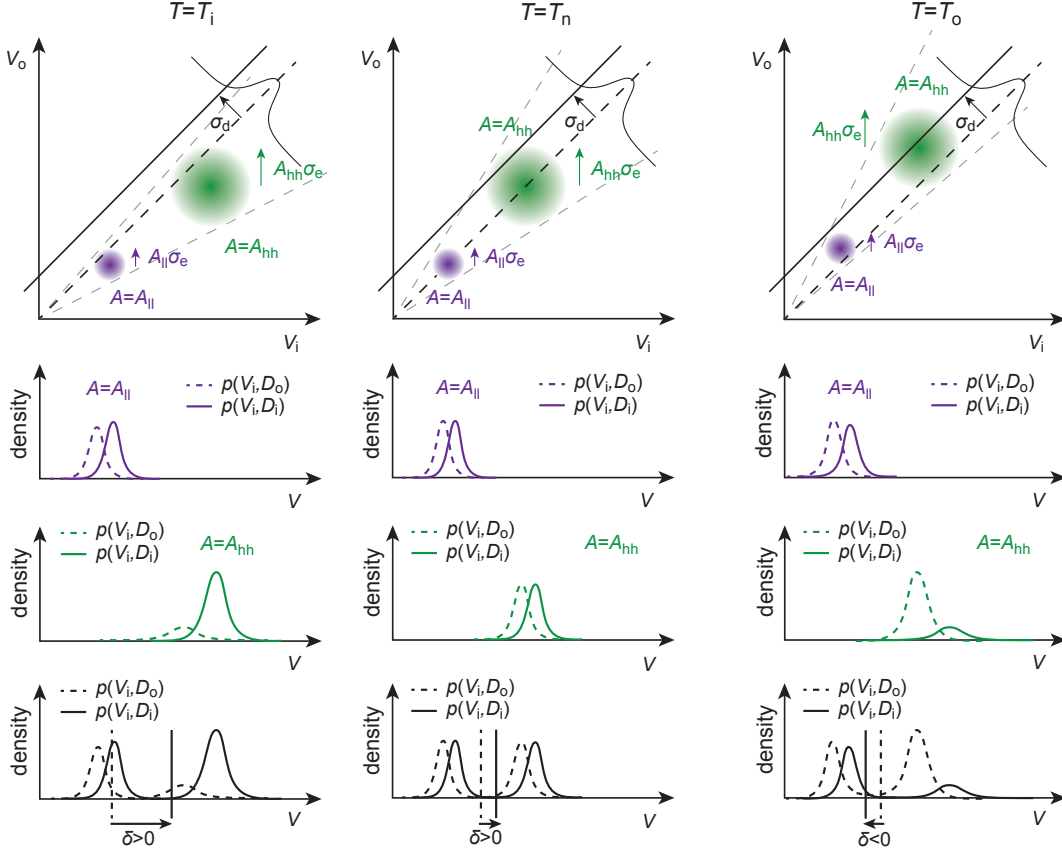 T=Ti
T=Tn
T=To
Vo
Vo
Vo
A=Ahh
A=Ahh
σd
σd
σd
Ahhσe
Ahhσe
Ahhσe
A=Ahh
Allσe
Allσe
Allσe
A=All
A=All
A=All
Vi
Vi
Vi
density
A=All
p(Vi,Do)
p(Vi,Di)
V
density
A=All
p(Vi,Do)
p(Vi,Di)
V
density
A=All
p(Vi,Do)
p(Vi,Di)
V
density
p(Vi,Do)
p(Vi,Di)
A=Ahh
V
density
p(Vi,Do)
p(Vi,Di)
A=Ahh
V
density
p(Vi,Do)
p(Vi,Di)
A=Ahh
V
density
p(Vi,Do)
p(Vi,Di)
V
δ>0
density
p(Vi,Do)
p(Vi,Di)
V
δ>0
density
p(Vi,Do)
p(Vi,Di)
V
δ<0